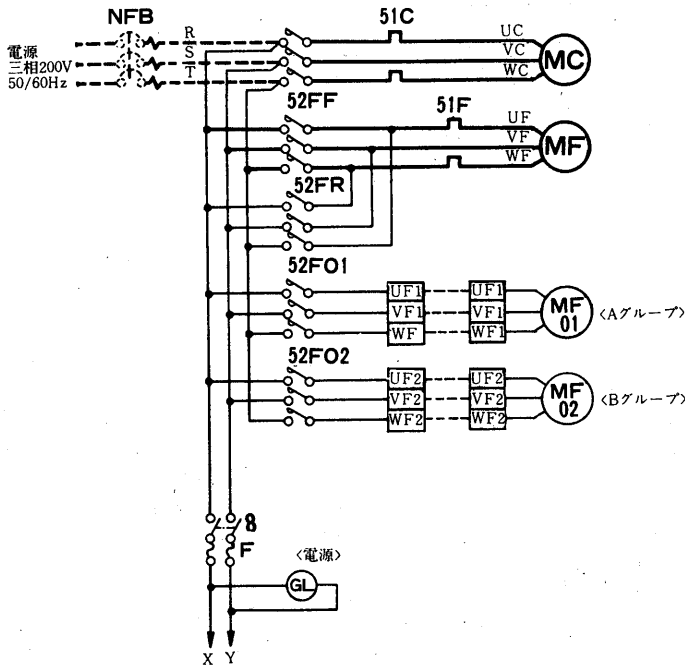 NFB
51C
電源
三相200V
50/60Hz
R
S
T
UC
VC
WC
MC
52FF
51F
UF
VF
WF
MF
52FR
52FO1
UF1
UF1
VF1
VF1
WF
WF1
MF
01
〈Aグループ〉
52FO2
UF2
UF2
VF2
VF2
WF2
WF2
MF
02
〈Bグループ〉
8
F
〈電源〉
GL
X
Y